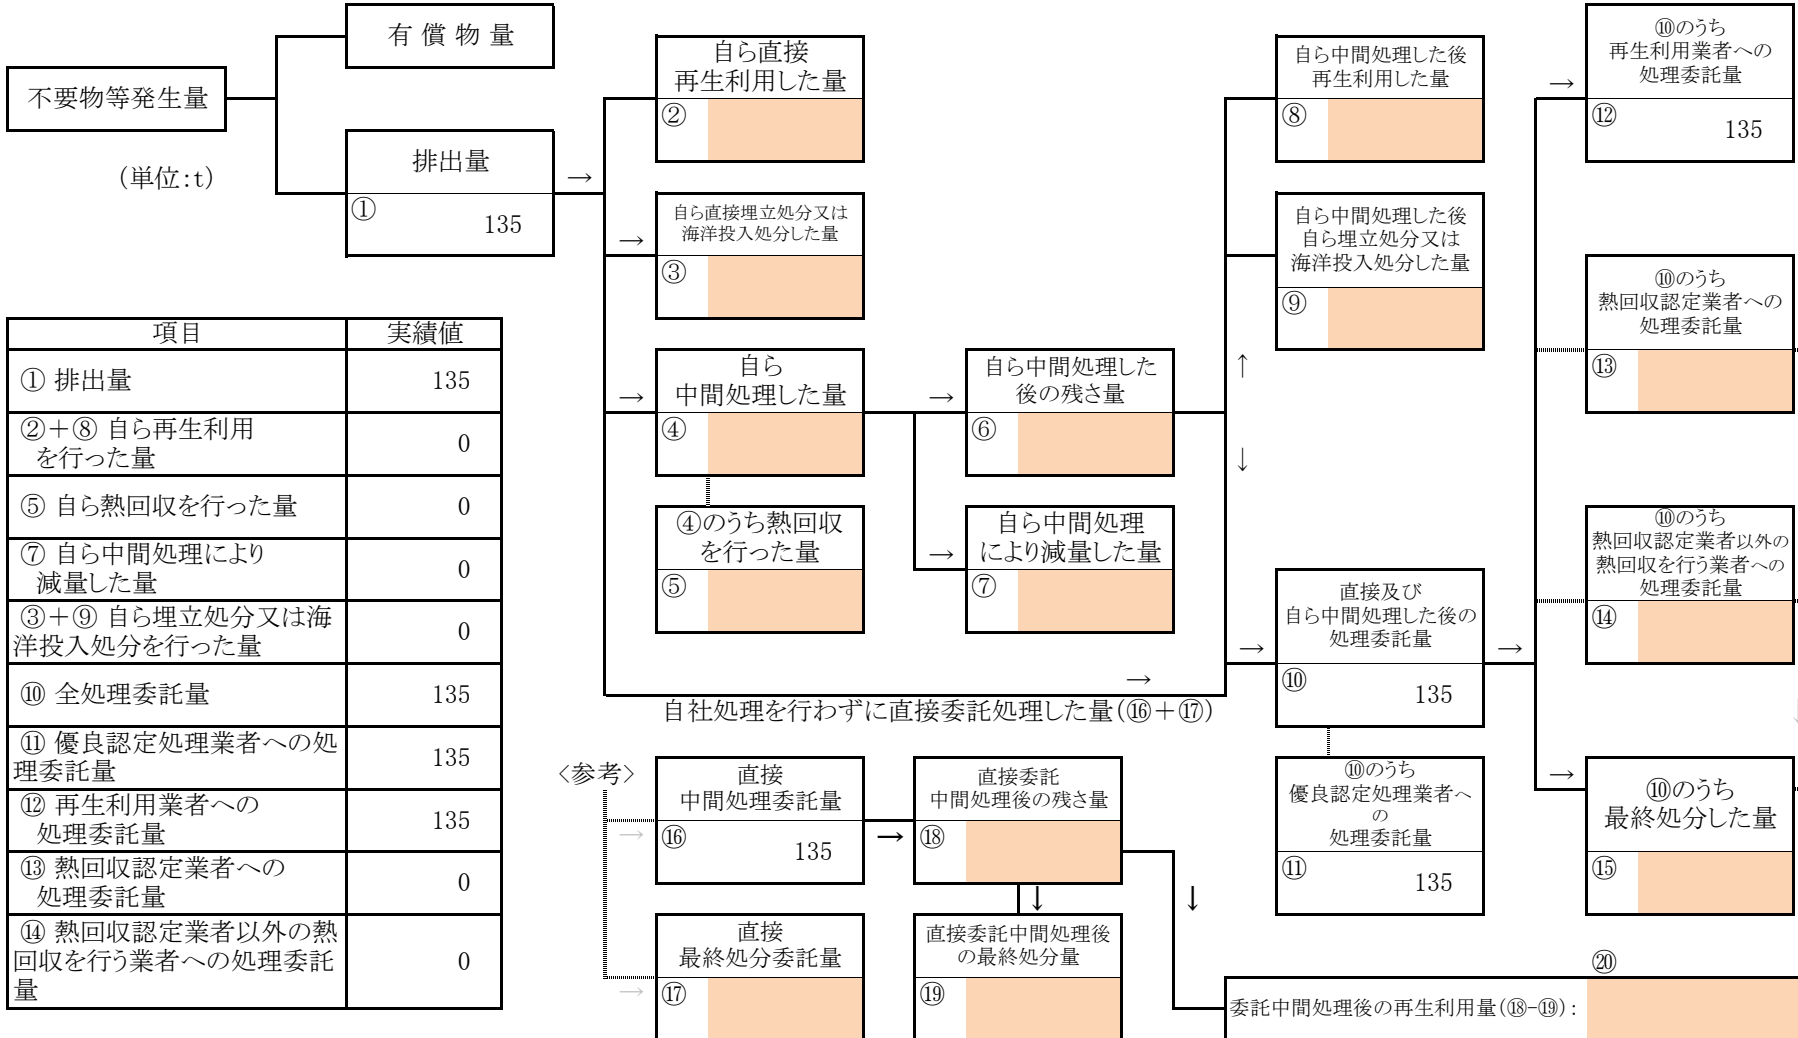 有償物量
不要物等発生量
(単位:t)
排出量
①
135
→
自ら直接
再生利用した量
②
→
自ら直接埋立処分又は
海洋投入処分した量
③
→
自ら
中間処理した量
④
④のうち熱回収
を行った量
⑤
→
自ら中間処理した
後の残さ量
⑥
→
自ら中間処理
により減量した量
⑦
自ら中間処理した後
再生利用した量
⑧
自ら中間処理した後
自ら埋立処分又は
海洋投入処分した量
⑨
↑
↓
→
自社処理を行わずに直接委託処理した量(⑯+⑰)
→
直接及び
自ら中間処理した後の
処理委託量
⑩
135
→
⑩のうち
優良認定処理業者へ
の
処理委託量
⑪
135
→
⑩のうち
再生利用業者への
処理委託量
⑫
135
⑩のうち
熱回収認定業者への
処理委託量
⑬
⑩のうち
熱回収認定業者以外の
熱回収を行う業者への
処理委託量
⑭
↓
→
⑩のうち
最終処分した量
⑮
項目 実績値
① 排出量 135
②+⑧ 自ら再生利用
を行った量
0
⑤ 自ら熱回収を行った量 0
⑦ 自ら中間処理により
減量した量
0
③+⑨ 自ら埋立処分又は海
洋投入処分を行った量
0
⑩ 全処理委託量 135
⑪ 優良認定処理業者への処
理委託量
135
⑫ 再生利用業者への
処理委託量
135
⑬ 熱回収認定業者への
処理委託量
0
⑭ 熱回収認定業者以外の熱
回収を行う業者への処理委託
量
0
<参考>
→
直接
中間処理委託量
⑯
135
→
直接委託
中間処理後の残さ量
⑱
↓
↓
→
直接
最終処分委託量
⑰
直接委託中間処理後
の最終処分量
⑲
⑳
委託中間処理後の再生利用量(⑱-⑲):